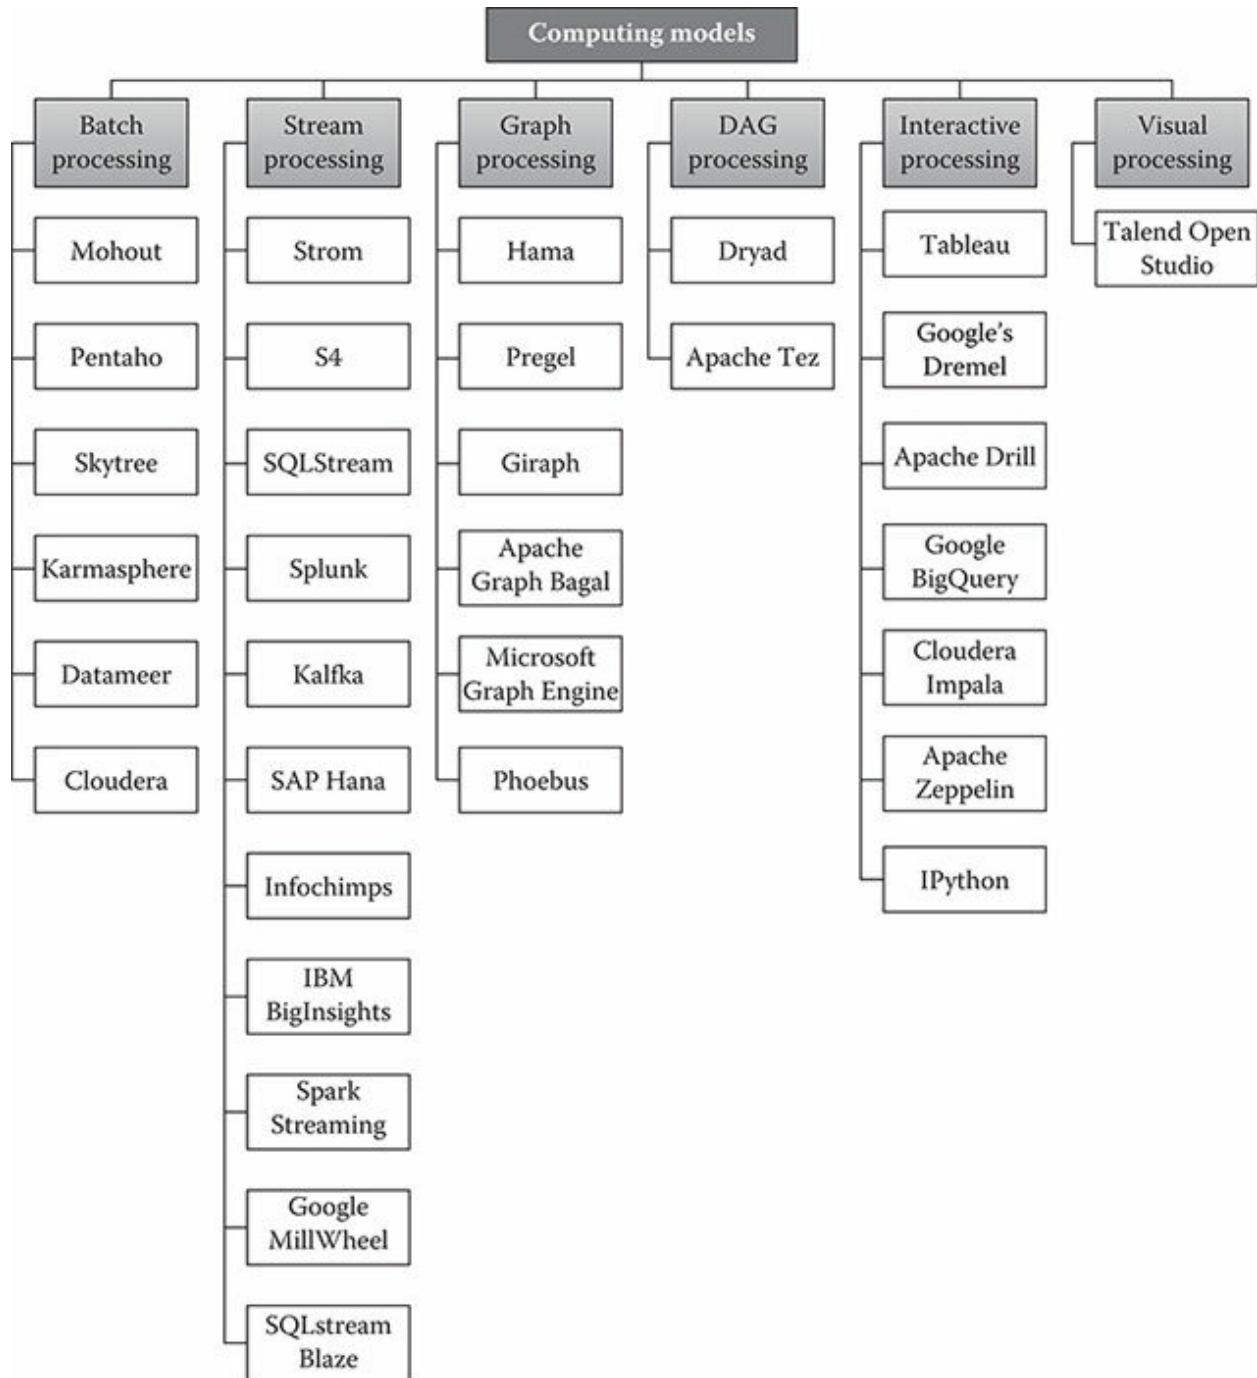 Computing models
Batch
processing
Mohout
Pentaho
Skytree
Karmasphere
Datameer
Cloudera
Stream
processing
Strom
S4
SQLStream
Splunk
Kalfka
SAP Hana
Infochimps
IBM
BigInsights
Spark
Streaming
Google
MillWheel
SQLstream
Blaze
Graph
processing
Hama
Pregel
Giraph
Apache
Graph Bagal
Microsoft
Graph Engine
Phoebus
DAG
processing
Dryad
Apache Tez
Interactive
processing
Tableau
Google’s
Dremel
Apache Drill
Google
BigQuery
Cloudera
Impala
Apache
Zeppelin
IPython
Visual
processing
Talend Open
Studio